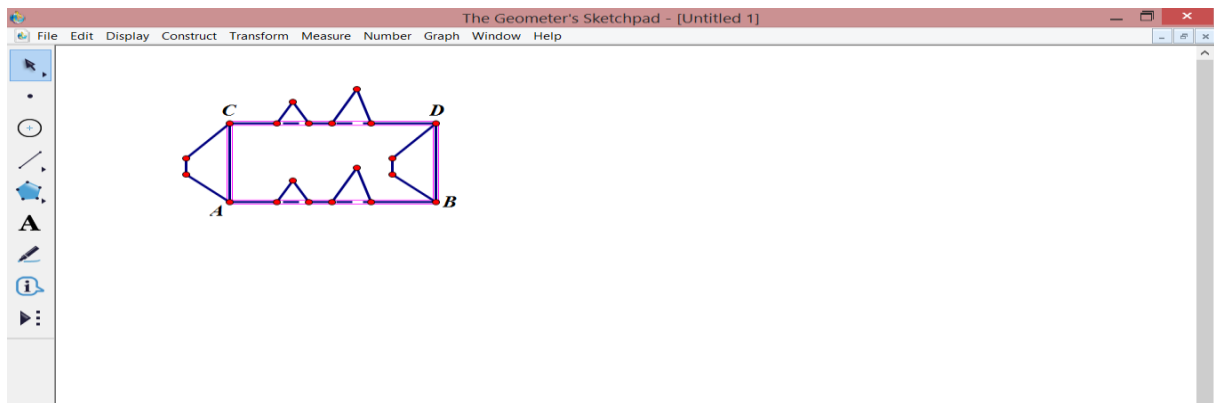 The Geometer's Sketchpad - [Untitled 1]
File Edit Display Construct Transform Measure Number Graph Window Help
C D
A B
A